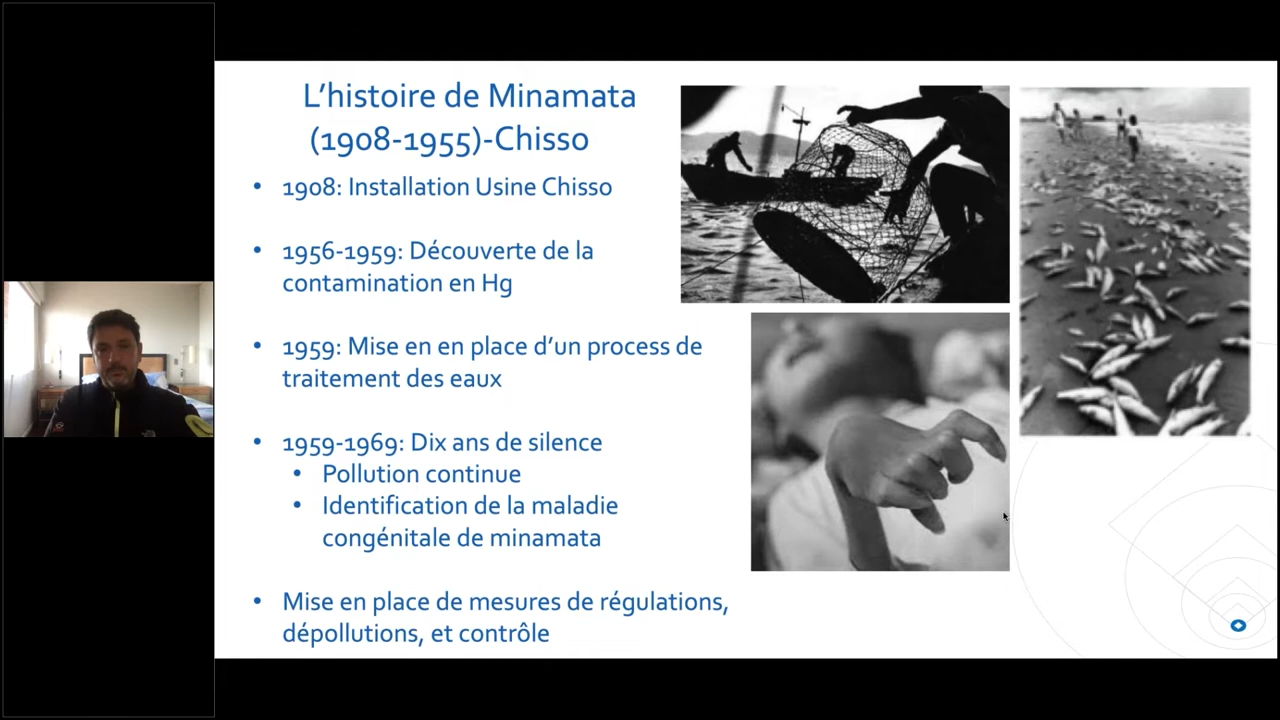 L'histoire de Minamata
(1908-1955)-Chisso
• 1908: Installation Usine Chisso
• 1956-1959: Découverte de la
contamination en Hg
• 1959: Mise en en place d'un process de
traitement des eaux
• 1959-1969: Dix ans de silence
• Pollution continue
• Identification de la maladie
congénitale de minamata
• Mise en place de mesures de régulations,
dépollutions, et contrôle